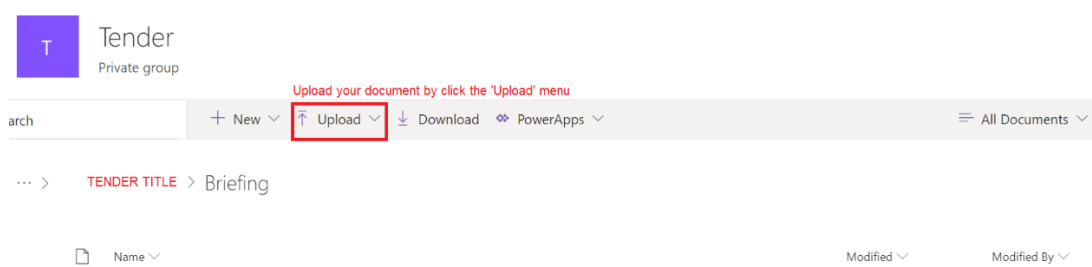 T
Tender
Private group
Upload your document by click the 'Upload' menu
arch
New Upload Download PowerApps All Documents
... > TENDER TITLE > Briefing
Name Modified Modified By